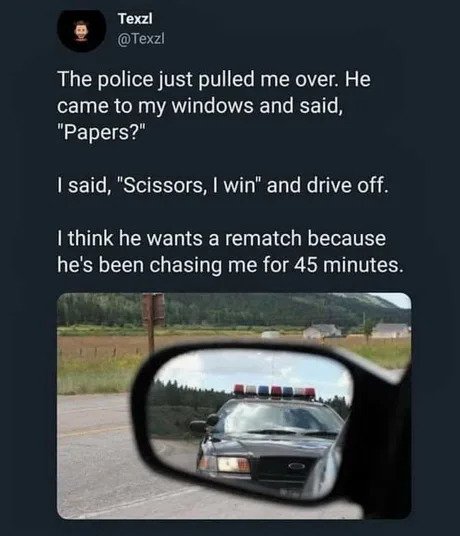 Texzl
@Texzl
The police just pulled me over. He
came to my windows and said,
"Papers?"
I said, "Scissors, I win" and drive off.
I think he wants a rematch because
he's been chasing me for 45 minutes.